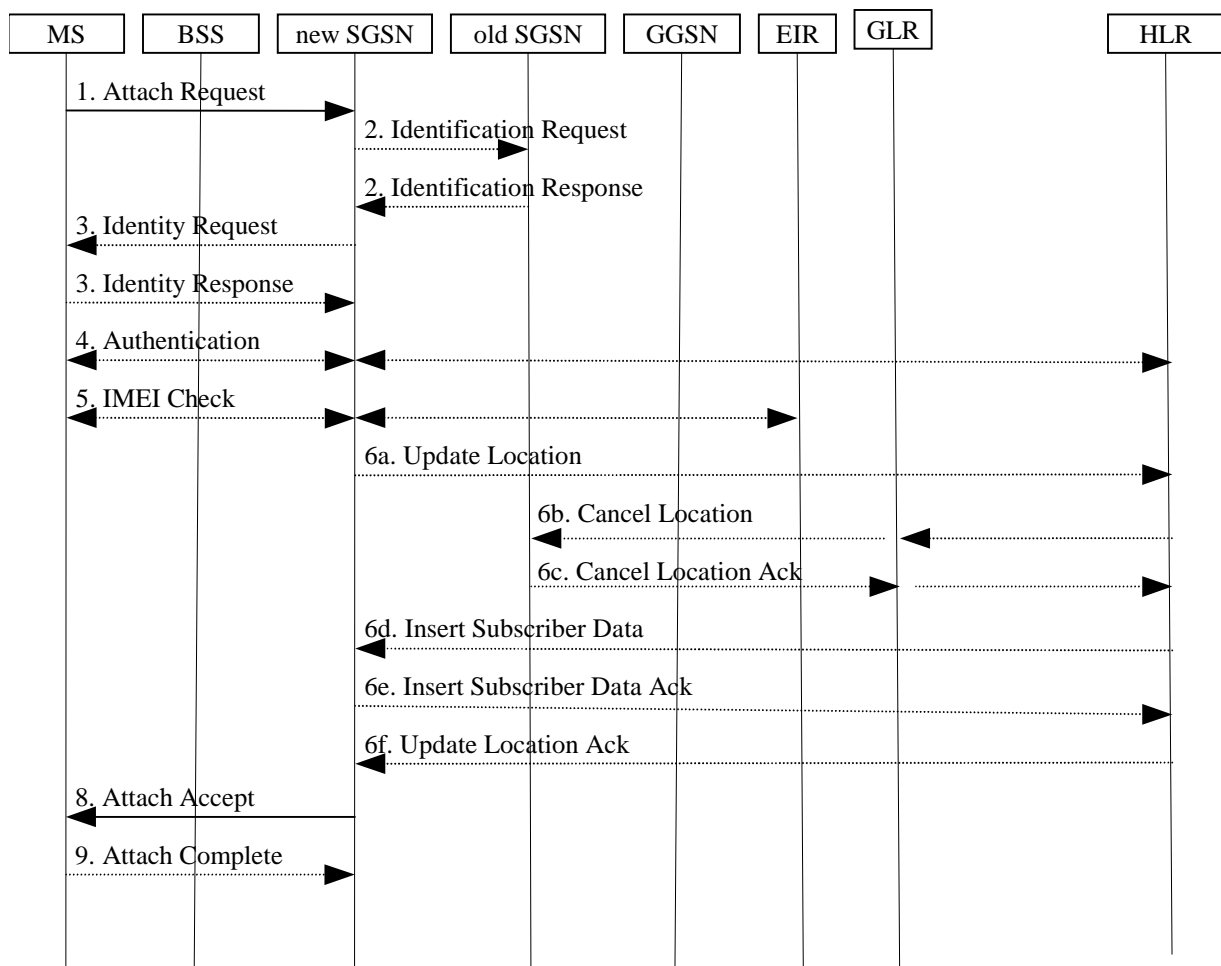 MS
BSS
new SGSN
old SGSN
GGSN
EIR
GLR
HLR
1. Attach Request
2. Identification Request
2. Identification Response
3. Identity Request
3. Identity Response
4. Authentication
5. IMEI Check
6a. Update Location
6b. Cancel Location
6c. Cancel Location Ack
6d. Insert Subscriber Data
6e. Insert Subscriber Data Ack
6f. Update Location Ack
8. Attach Accept
9. Attach Complete